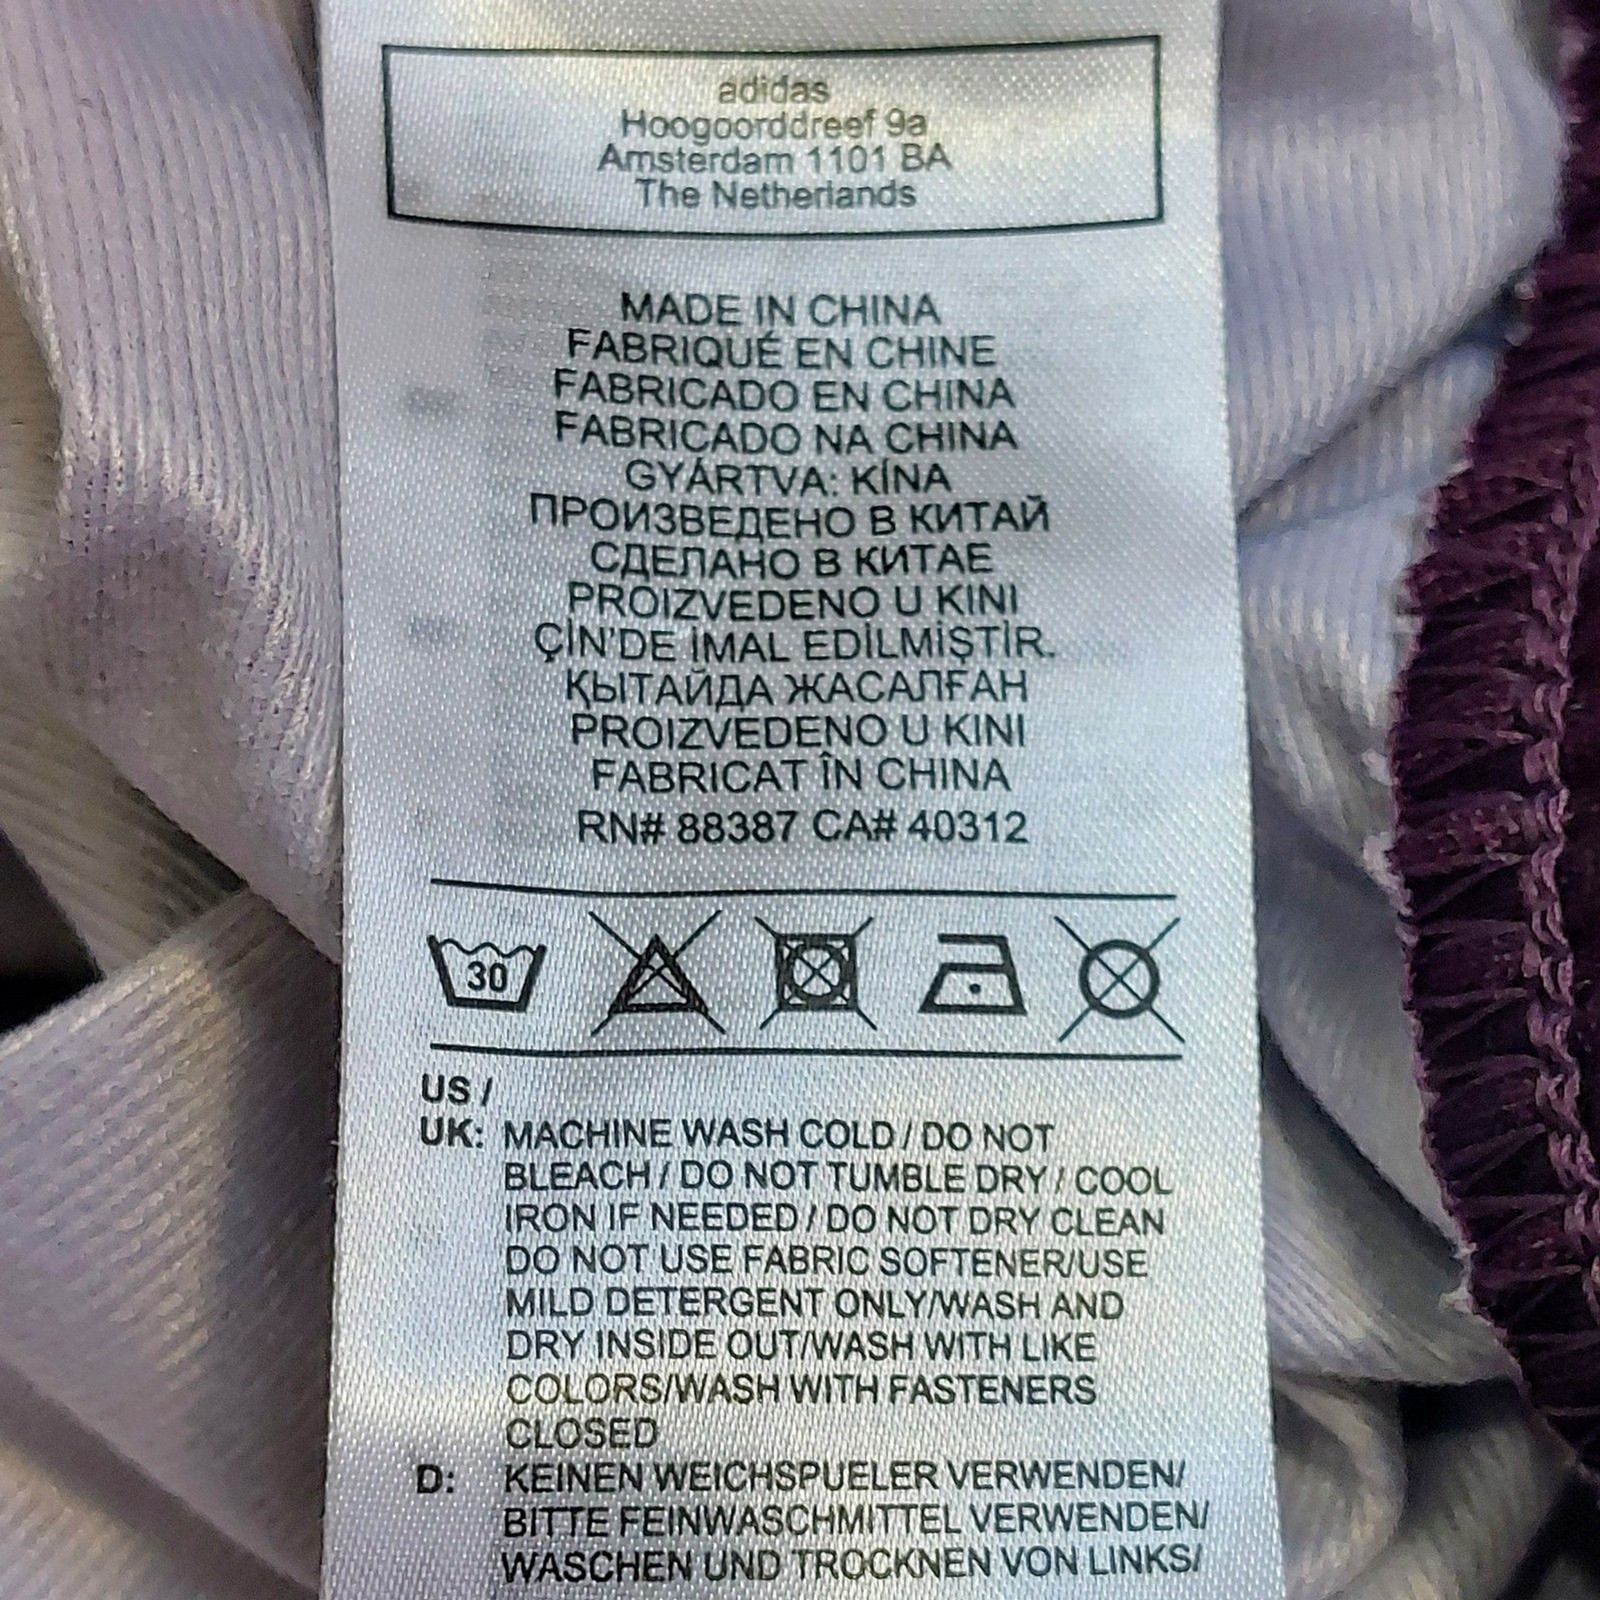 adidas
Hoogoorddreef 9a
Amsterdam 1101 BA
The Netherlands
MADE IN CHINA
FABRIQUÉ EN CHINE
FABRICADO EN CHINA
FABRICADO NA CHINA
GYÁRTVA: KÍNA
ПРОИЗВЕДЕНО В КИТАЙ
СДЕЛАНО В КИТАЕ
PROIZVEDENO U KINI
ÇİN'DE İMAL EDİLMİŞTİR.
ҚЫТАЙДА ЖАСАЛҒАН
PROIZVEDENO U KINI
FABRICAT ÎN CHINA
RN# 88387 CA# 40312
30
US /
UK: MACHINE WASH COLD / DO NOT
BLEACH / DO NOT TUMBLE DRY / COOL
IRON IF NEEDED / DO NOT DRY CLEAN
DO NOT USE FABRIC SOFTENER/USE
MILD DETERGENT ONLY/WASH AND
DRY INSIDE OUT/WASH WITH LIKE
COLORS/WASH WITH FASTENERS
CLOSED
D: KEINEN WEICHSPUELER VERWENDEN/
BITTE FEINWASCHMITTEL VERWENDEN/
WASCHEN UND TROCKNEN VON LINKS/